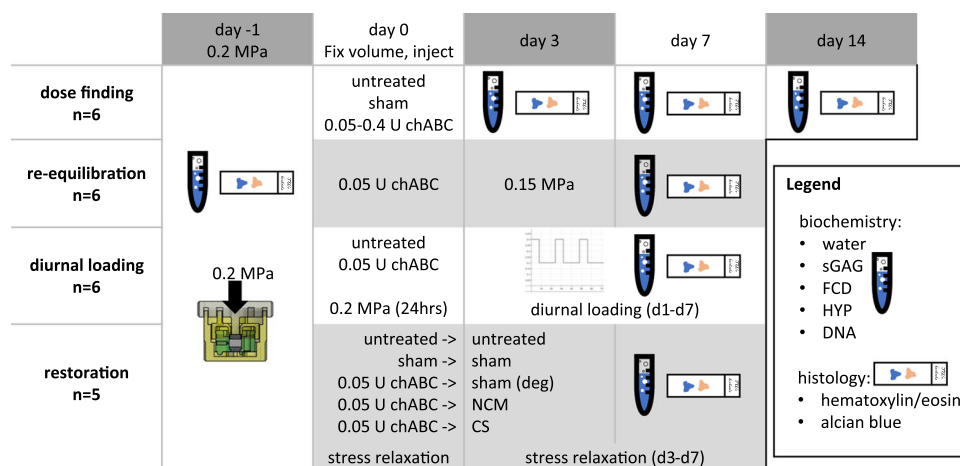 day -1
0.2 MPa
day 0
Fix volume, inject
day 3
day 7
day 14
dose finding
n=6
untreated
sham
0.05-0.4 U chABC
re-equilibration
n=6
0.05 U chABC
0.15 MPa
diurnal loading
n=6
0.2 MPa
untreated
0.05 U chABC
0.2 MPa (24hrs)
diurnal loading (d1-d7)
restoration
n=5
untreated -> untreated
sham -> sham
0.05 U chABC -> sham (deg)
0.05 U chABC -> NCM
0.05 U chABC -> CS
stress relaxation
stress relaxation (d3-d7)
Legend
biochemistry:
• water
• sGAG
• FCD
• HYP
• DNA
histology:
• hematoxylin/eosin
• alcian blue